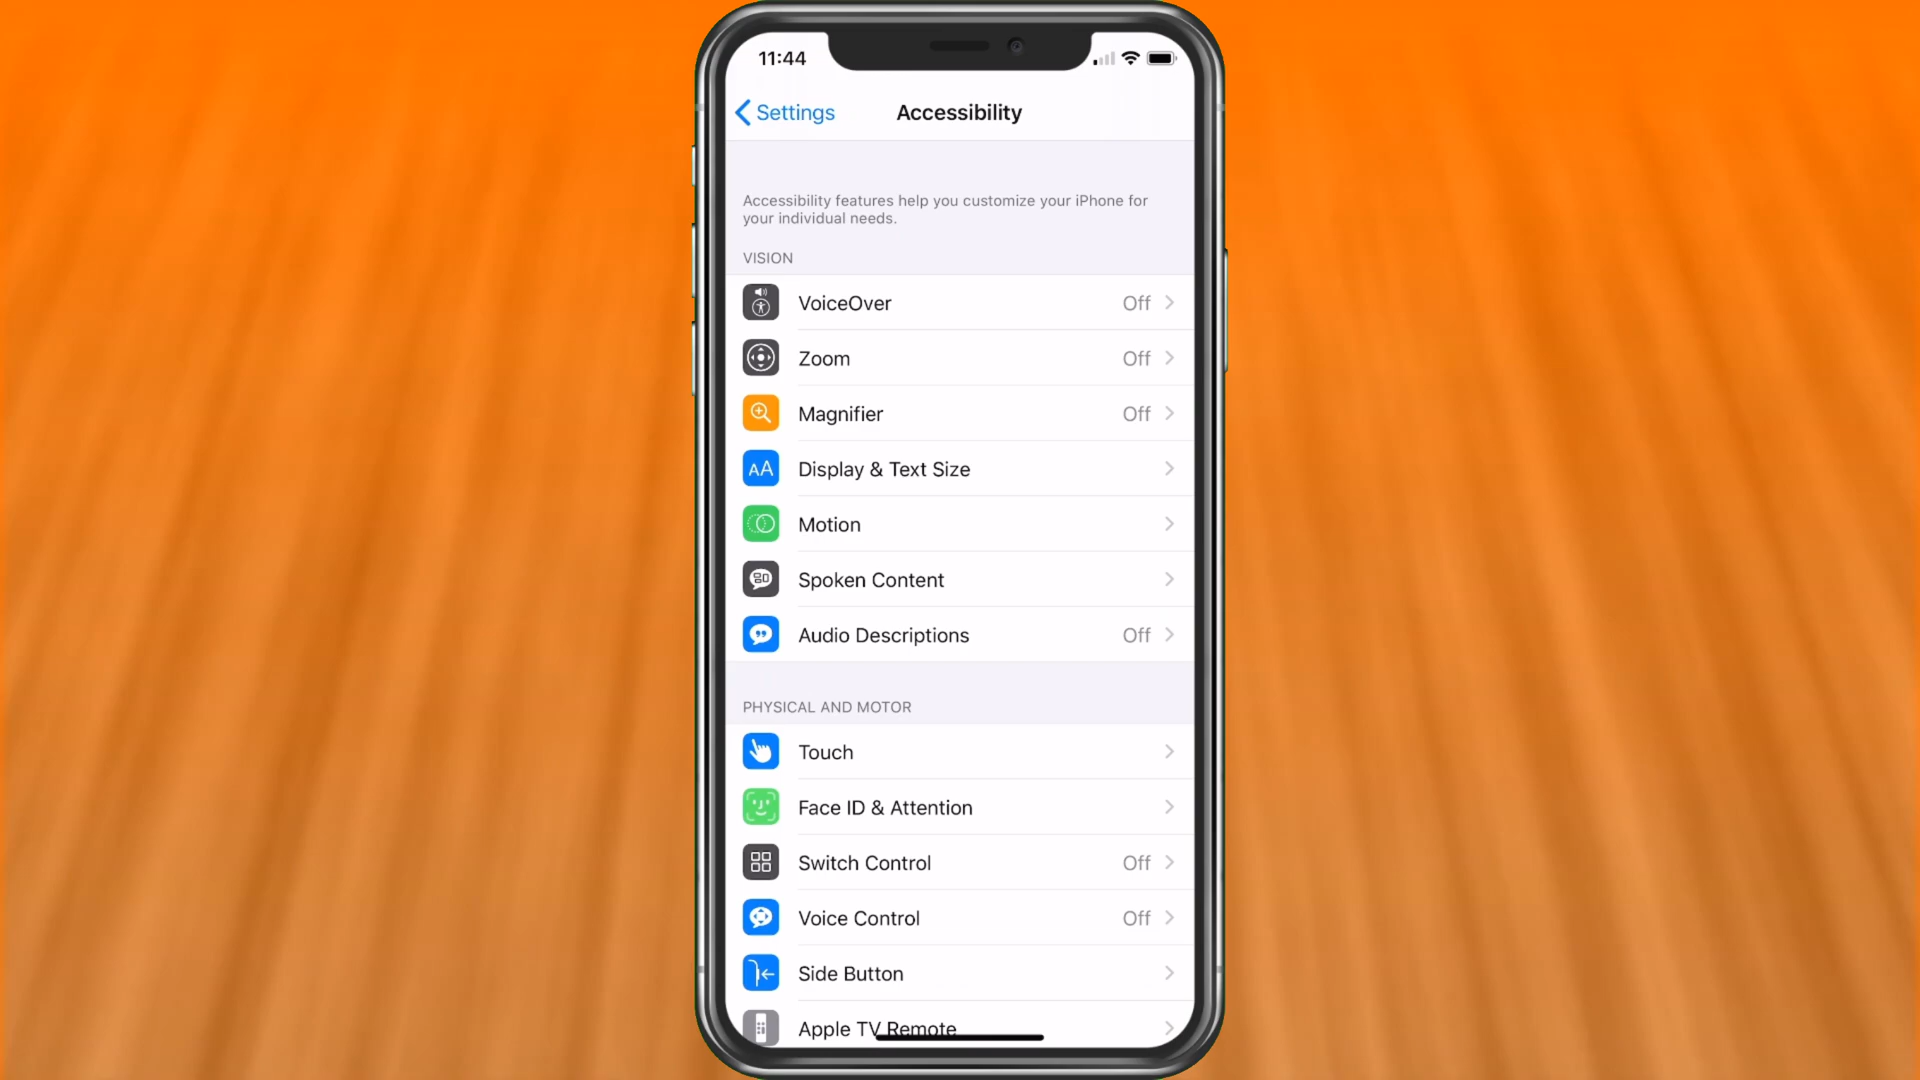 11:44
Settings
Accessibility
Accessibility features help you customize your iPhone for
your individual needs.
VISION
VoiceOver Off
Zoom Off
Magnifier Off
AA Display & Text Size
Motion
Spoken Content
Audio Descriptions Off
PHYSICAL AND MOTOR
Touch
Face ID & Attention
Switch Control Off
Voice Control Off
Side Button
Apple TV Remote